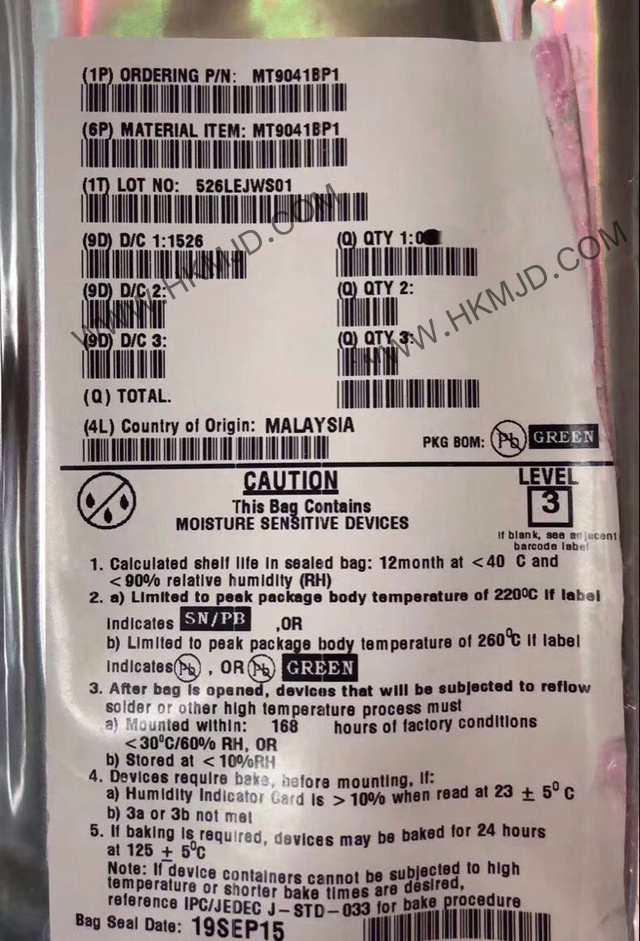 (1P) ORDERING P/N: MT9041BP1
(6P) MATERIAL ITEM: MT9041BP1
(1T) LOT NO: 526LEJWS01
(9D) D/C 1:1526
(Q) QTY 1:0
(9D) D/C 2:
(Q) QTY 2:
(9D) D/C 3:
(Q) QTY 3:
(Q) TOTAL.
(4L) Country of Origin: MALAYSIA
PKG BOM: Pb GREEN
WWW.HKMJD.COM
WWW.HKMJD.COM
CAUTION
This Bag Contains
MOISTURE SENSITIVE DEVICES
LEVEL
3
If blank, see adjacent
barcode label
1. Calculated shelf life in sealed bag: 12month at <40 C and
<90% relative humidity (RH)
2. a) Limited to peak package body temperature of 220ºC if label
indicates SN/PB ,OR
b) Limited to peak package body temperature of 260ºC if label
indicates Pb , OR Pb GREEN
3. After bag is opened, devices that will be subjected to reflow
solder or other high temperature process must
a) Mounted within: 168 hours of factory conditions
<30ºC/60% RH, OR
b) Stored at <10%RH
4. Devices require bake, before mounting, if:
a) Humidity Indicator Card is >10% when read at 23 ± 5º C
b) 3a or 3b not met
5. If baking is required, devices may be baked for 24 hours
at 125 ± 5ºC
Note: If device containers cannot be subjected to high
temperature or shorter bake times are desired,
reference IPC/JEDEC J-STD-033 for bake procedure
Bag Seal Date: 19SEP15